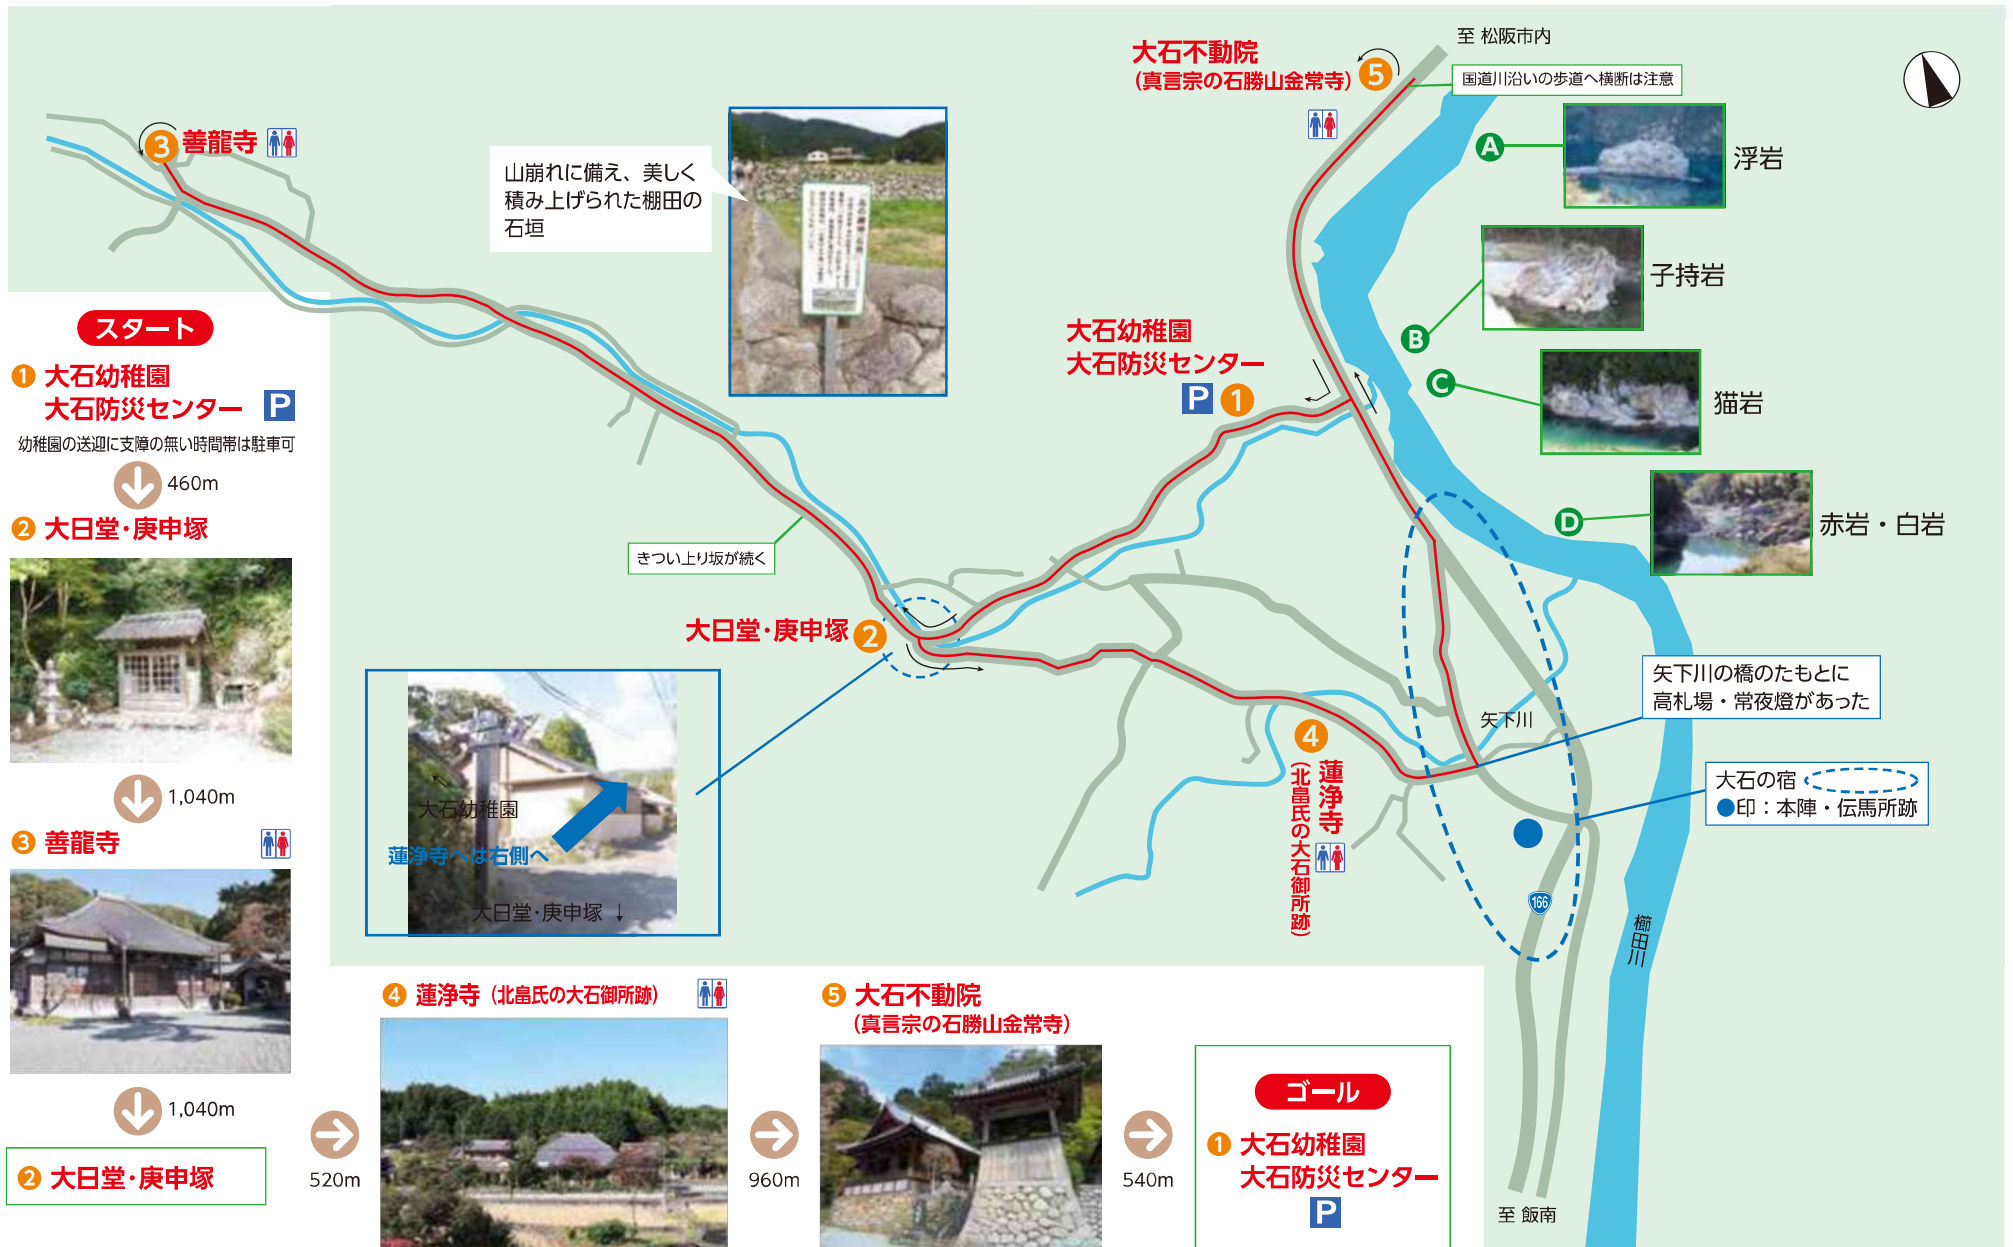 至 松阪市内
大石不動院
(真言宗の石勝山金常寺)
5
国道川沿いの歩道へ横断は注意
3
善龍寺
山崩れに備え、美しく
積み上げられた棚田の
石垣
A
浮岩
B
子持岩
C
猫岩
D
赤岩・白岩
大石幼稚園
大石防災センター
P
1
きつい上り坂が続く
大日堂・庚申塚
2
大石幼稚園
蓮浄寺へは右側へ
大日堂・庚申塚 ↓
矢下川
矢下川の橋のたもとに
高札場・常夜燈があった
大石の宿
●印:本陣・伝馬所跡
4
蓮浄寺
(北畠氏の大石御所跡)
166
櫛田川
至 飯南
スタート
1 大石幼稚園
大石防災センター P
幼稚園の送迎に支障の無い時間帯は駐車可
460m
2 大日堂・庚申塚
1,040m
3 善龍寺
1,040m
2 大日堂・庚申塚
520m
4 蓮浄寺(北畠氏の大石御所跡)
960m
5 大石不動院
(真言宗の石勝山金常寺)
540m
ゴール
1 大石幼稚園
大石防災センター
P